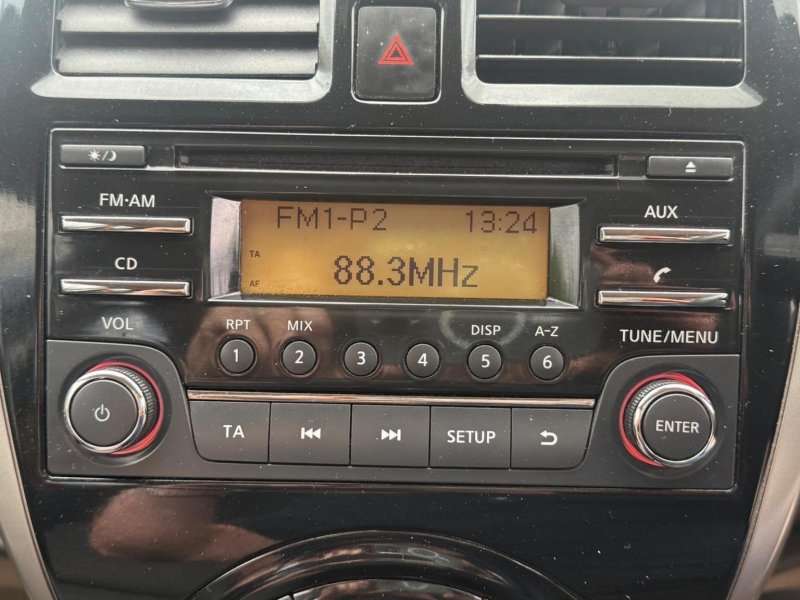 FM·AM
CD
VOL
FM1-P2 13:24
TA
88.3MHz
AF
AUX
TUNE/MENU
RPT MIX DISP A-Z
1 2 3 4 5 6
TA SETUP
ENTER